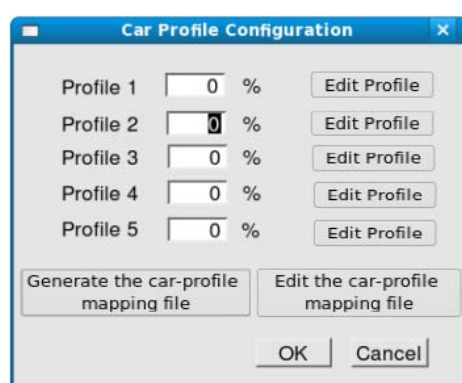 Car Profile Configuration
Profile 1 0 % Edit Profile
Profile 2 0 % Edit Profile
Profile 3 0 % Edit Profile
Profile 4 0 % Edit Profile
Profile 5 0 % Edit Profile
Generate the car-profile Edit the car-profile
mapping file mapping file
OK Cancel